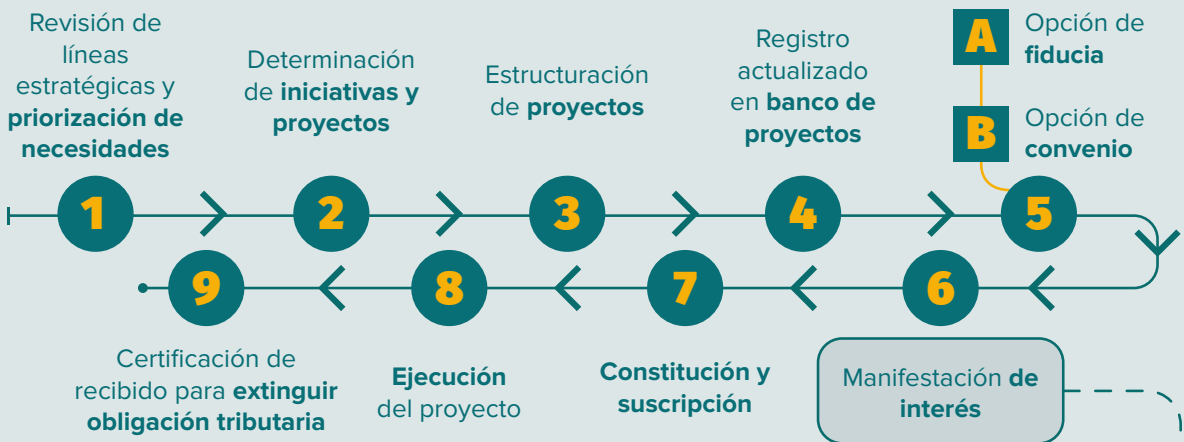 Revisión de
líneas
estratégicas y
priorización de
necesidades
Determinación
de iniciativas y
proyectos
Estructuración
de proyectos
Registro
actualizado
en banco de
proyectos
A
Opción de
fiducia
B
Opción de
convenio
1
2
3
4
5
9
8
7
6
Certificación de
recibido para extinguir
obligación tributaria
Ejecución
del proyecto
Constitución y
suscripción
Manifestación de
interés